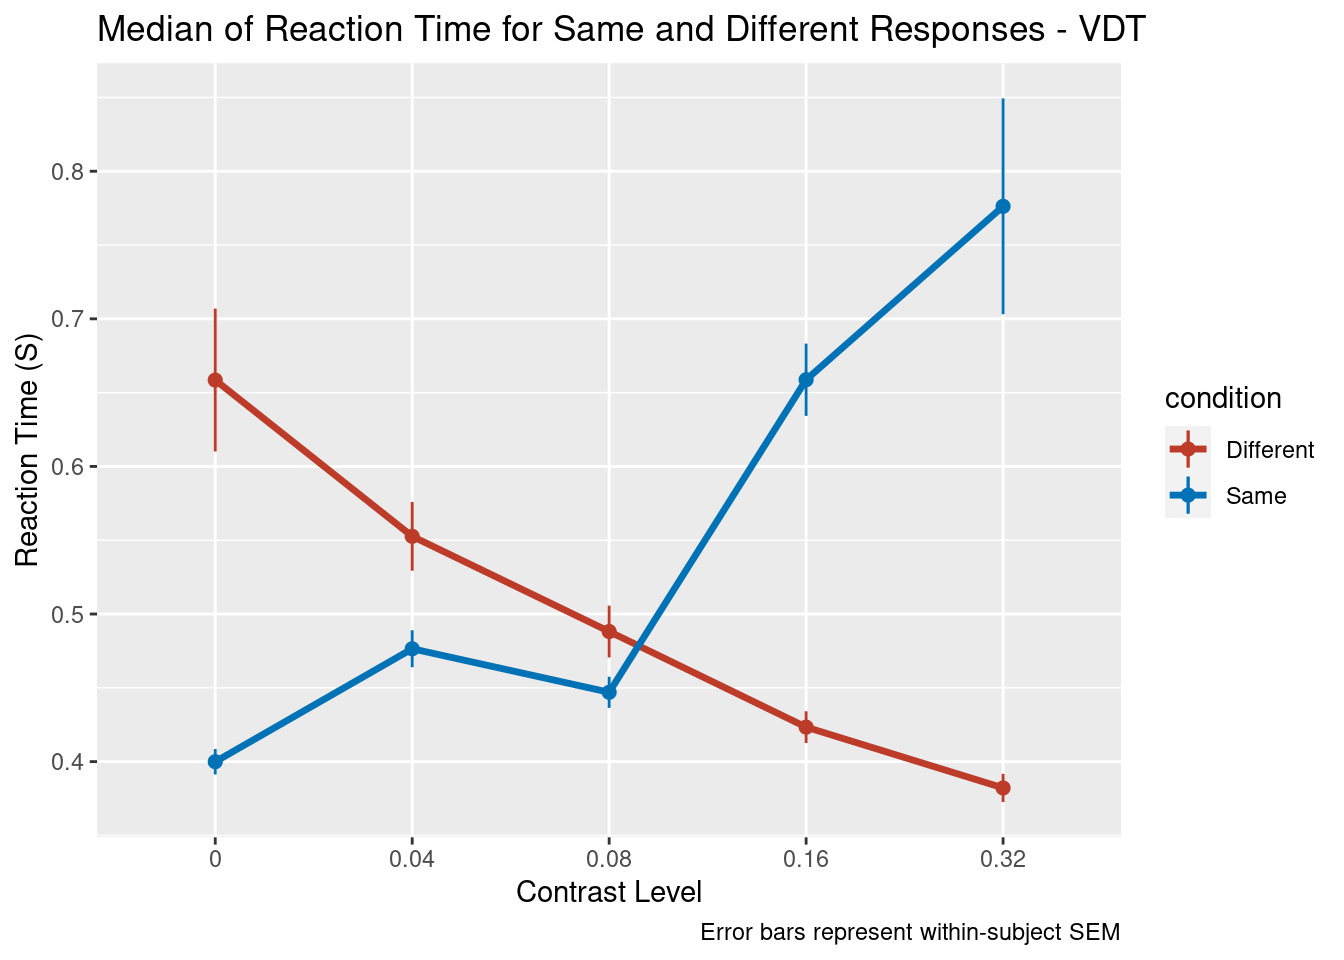 Median of Reaction Time for Same and Different Responses - VDT
Reaction Time (S)
0.8
0.7
0.6
0.5
0.4
0 0.04 0.08 0.16 0.32
Contrast Level
condition
Different
Same
Error bars represent within-subject SEM